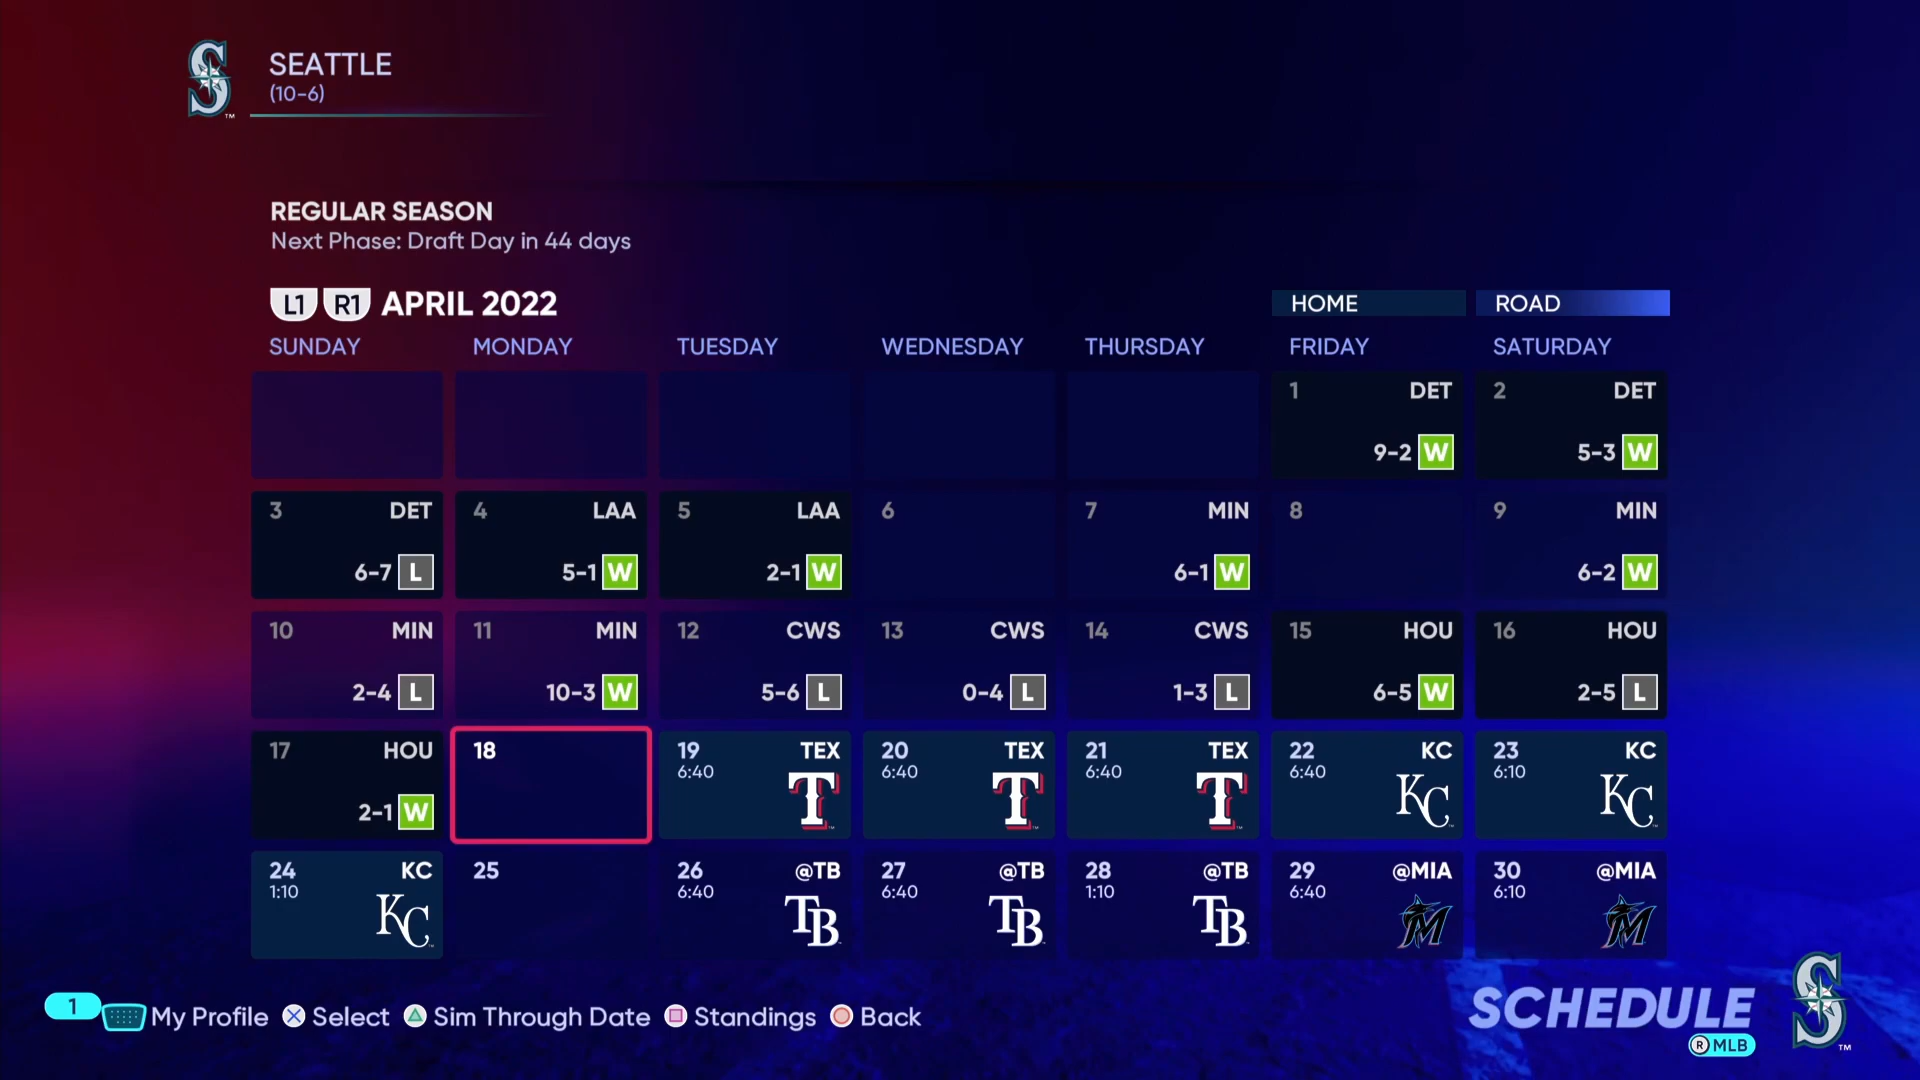 SEATTLE
(10-6)
REGULAR SEASON
Next Phase: Draft Day in 44 days
L1 R1 APRIL 2022
HOME ROAD
SUNDAY MONDAY TUESDAY WEDNESDAY THURSDAY FRIDAY SATURDAY
1 DET 2 DET
9-2 W 5-3 W
3 DET 4 LAA 5 LAA 6 7 MIN 8 9 MIN
6-7 L 5-1 W 2-1 W 6-1 W 6-2 W
10 MIN 11 MIN 12 CWS 13 CWS 14 CWS 15 HOU 16 HOU
2-4 L 10-3 W 5-6 L 0-4 L 1-3 L 6-5 W 2-5 L
17 HOU 18 19 TEX 20 TEX 21 TEX 22 KC 23 KC
6:40 6:40 6:40 6:40 6:10
T T T KC KC
2-1 W
24 KC 25 26 @TB 27 @TB 28 @TB 29 @MIA 30 @MIA
1:10 6:40 6:40 1:10 6:40 6:10
KC TB TB TB M M
1 My Profile Select Sim Through Date Standings Back
SCHEDULE
R MLB
S TM